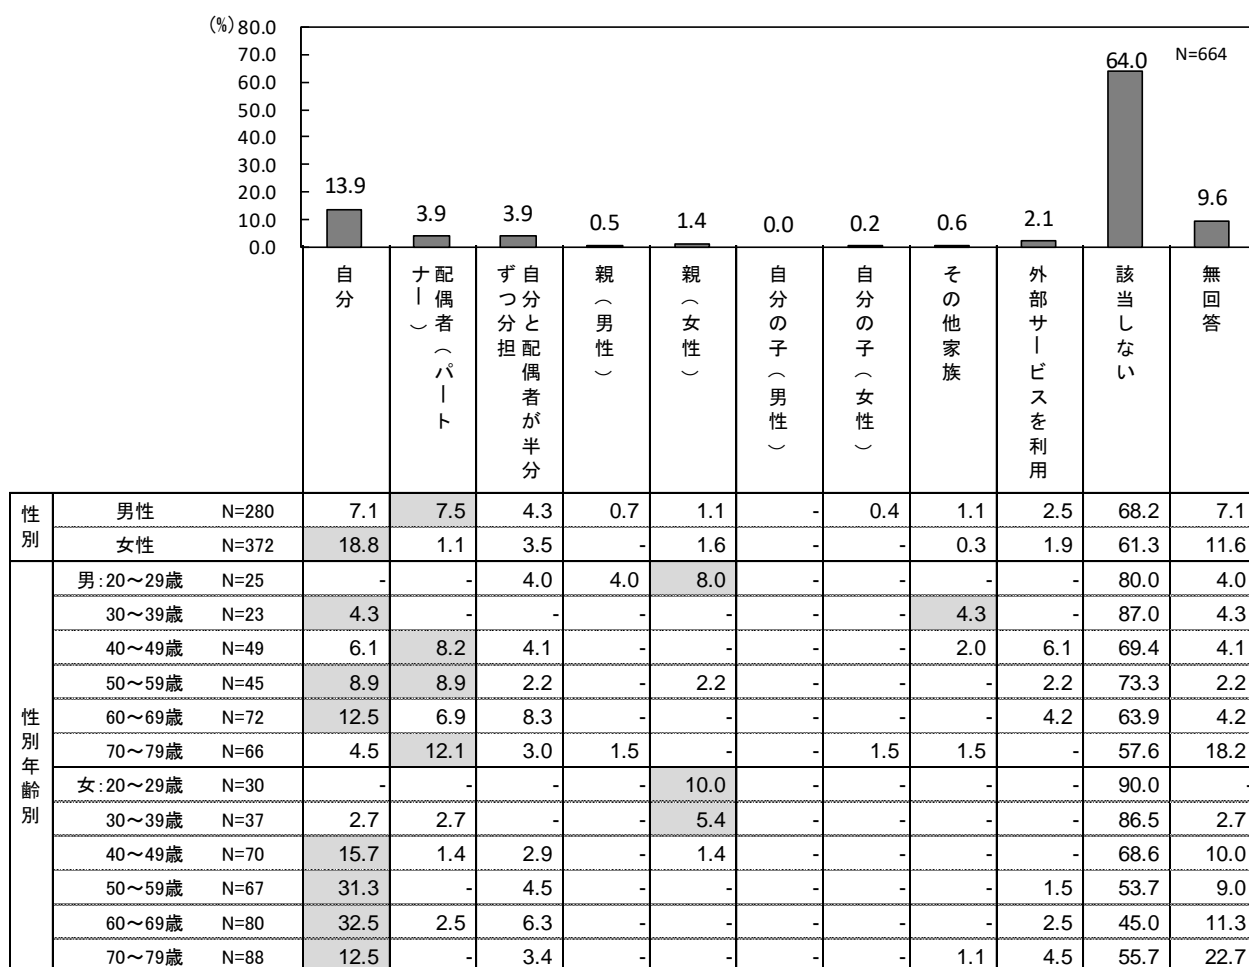 (%)
80.0
70.0
60.0
50.0
40.0
30.0
20.0
10.0
0.0
N=664
13.9
3.9
3.9
0.5
1.4
0.0
0.2
0.6
2.1
64.0
9.6
自分
配偶者（パート
ナー）
自分と配偶者が半分
ずつ分担
親（男性）
親（女性）
自分の子（男性）
自分の子（女性）
その他家族
外部サービスを利用
該当しない
無回答
性別
男性 N=280 7.1 7.5 4.3 0.7 1.1 - 0.4 1.1 2.5 68.2 7.1
女性 N=372 18.8 1.1 3.5 - 1.6 - - 0.3 1.9 61.3 11.6
性別年齢別
男:20～29歳 N=25 - - 4.0 4.0 8.0 - - - - 80.0 4.0
30～39歳 N=23 4.3 - - - - - - 4.3 - 87.0 4.3
40～49歳 N=49 6.1 8.2 4.1 - - - - 2.0 6.1 69.4 4.1
50～59歳 N=45 8.9 8.9 2.2 - 2.2 - - - 2.2 73.3 2.2
60～69歳 N=72 12.5 6.9 8.3 - - - - - 4.2 63.9 4.2
70～79歳 N=66 4.5 12.1 3.0 1.5 - - 1.5 1.5 - 57.6 18.2
女:20～29歳 N=30 - - - - 10.0 - - - - 90.0 -
30～39歳 N=37 2.7 2.7 - - 5.4 - - - - 86.5 2.7
40～49歳 N=70 15.7 1.4 2.9 - 1.4 - - - - 68.6 10.0
50～59歳 N=67 31.3 - 4.5 - - - - - 1.5 53.7 9.0
60～69歳 N=80 32.5 2.5 6.3 - - - - - 2.5 45.0 11.3
70～79歳 N=88 12.5 - 3.4 - - - - 1.1 4.5 55.7 22.7